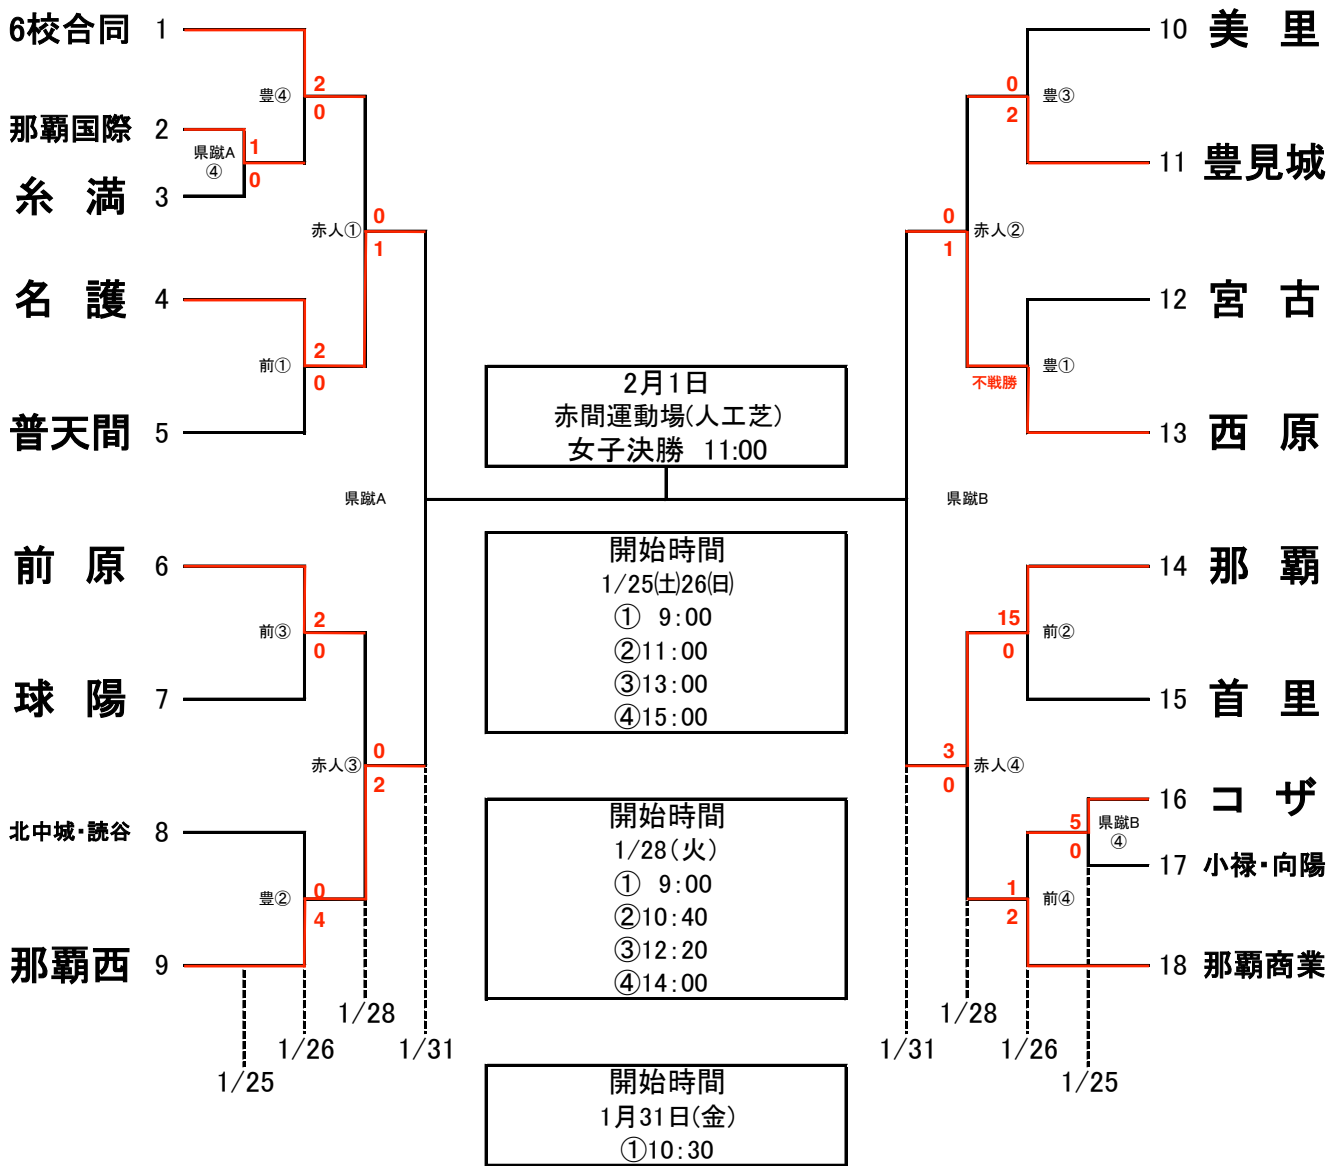 6校合同 1
豊④
2
0
那覇国際 2
県蹴A
④
1
0
糸 満 3
赤人①
0
1
名 護 4
前①
2
0
普天間 5
県蹴A
前 原 6
前③
2
0
球 陽 7
赤人③
0
2
北中城・読谷 8
豊②
0
4
那覇西 9
1/25
1/26
1/28
1/31
2月1日
赤間運動場(人工芝)
女子決勝 11:00
開始時間
1/25㈯26㈰
① 9:00
②11:00
③13:00
④15:00
開始時間
1/28(火)
① 9:00
②10:40
③12:20
④14:00
開始時間
1月31日(金)
①10:30
10 美 里
0
2
豊③
11 豊見城
0
1
赤人②
12 宮 古
豊①
不戦勝
13 西 原
県蹴B
14 那 覇
15
0
前②
15 首 里
3
0
赤人④
16 コ ザ
5
0
県蹴B
④
17 小禄・向陽
1
2
前④
18 那覇商業
1/31
1/28
1/26
1/25